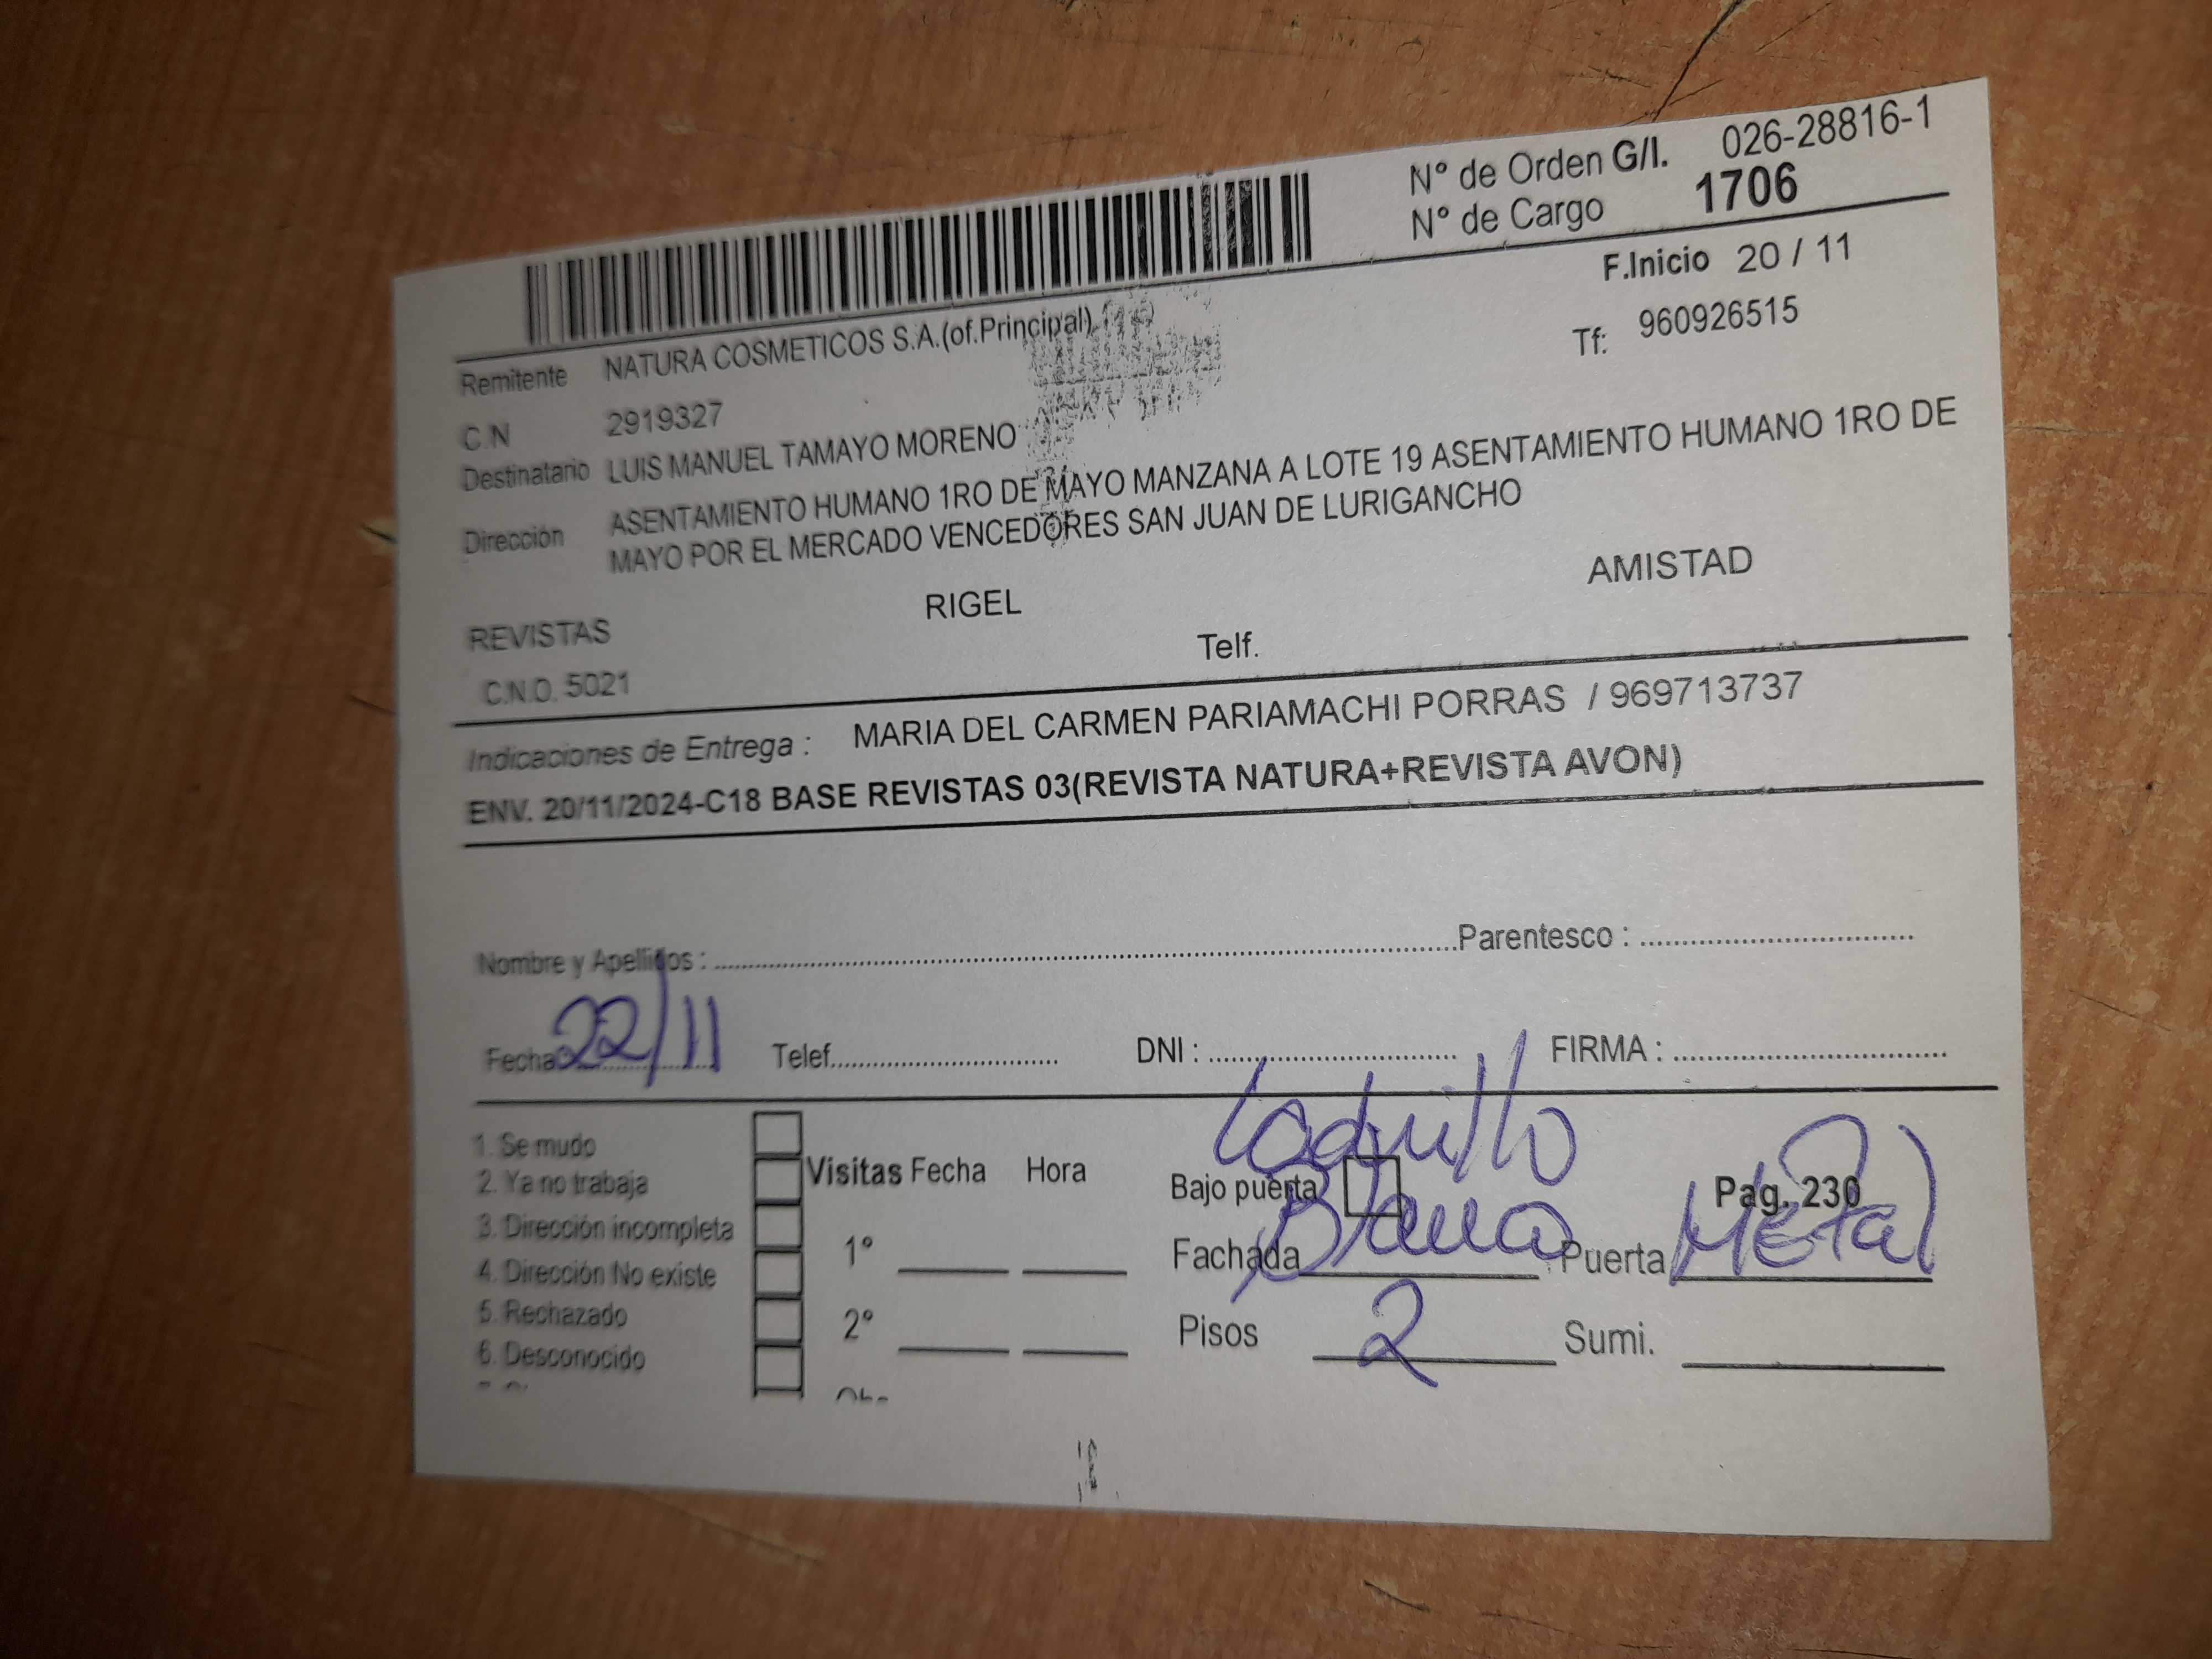 N° de Orden G/I. 026-28816-1
N° de Cargo 1706
F.Inicio 20 / 11
Remitente NATURA COSMETICOS S.A.(of.Principal)
Tf: 960926515
C.N 2919327
Destinatario LUIS MANUEL TAMAYO MORENO
Dirección ASENTAMIENTO HUMANO 1RO DE MAYO MANZANA A LOTE 19 ASENTAMIENTO HUMANO 1RO DE
MAYO POR EL MERCADO VENCEDORES SAN JUAN DE LURIGANCHO
REVISTAS RIGEL AMISTAD
C.N.O. 5021 Telf.
Indicaciones de Entrega : MARIA DEL CARMEN PARIAMACHI PORRAS / 969713737
ENV. 20/11/2024-C18 BASE REVISTAS 03(REVISTA NATURA+REVISTA AVON)
Nombre y Apellidos : Parentesco :
Fecha 22/11 Telef. DNI : FIRMA :
1. Se mudo
2. Ya no trabaja
3. Dirección incompleta
4. Dirección No existe
5. Rechazado
6. Desconocido
Visitas Fecha Hora
1°
2°
Ladrillo
Bajo puerta Pag. 230
Fachada Blanca Puerta Metal
Pisos 2 Sumi.